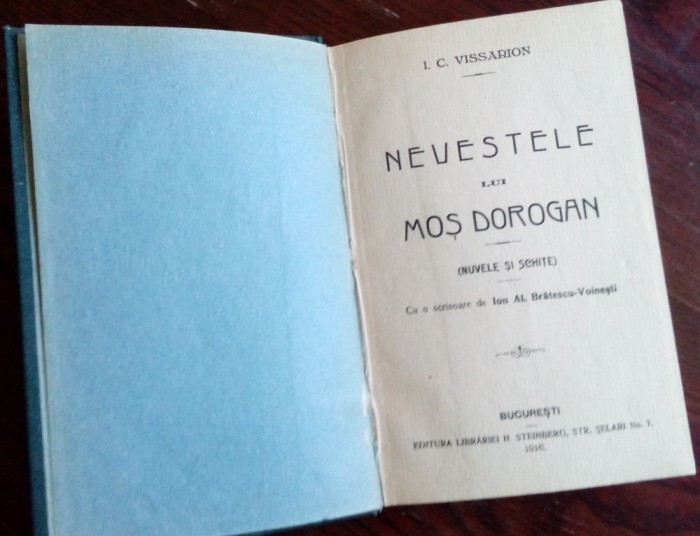 I. C. VISSARION
NEVESTELE
LUI
MOȘ DOROGAN
(NUVELE ȘI SCHIȚE)
Cu o scrisoare de Ion Al. Brătescu-Voinești
BUCUREȘTI
EDITURA LIBRĂRIEI H. STEINBERG, STR. ȘELARI No. 7.
1916.